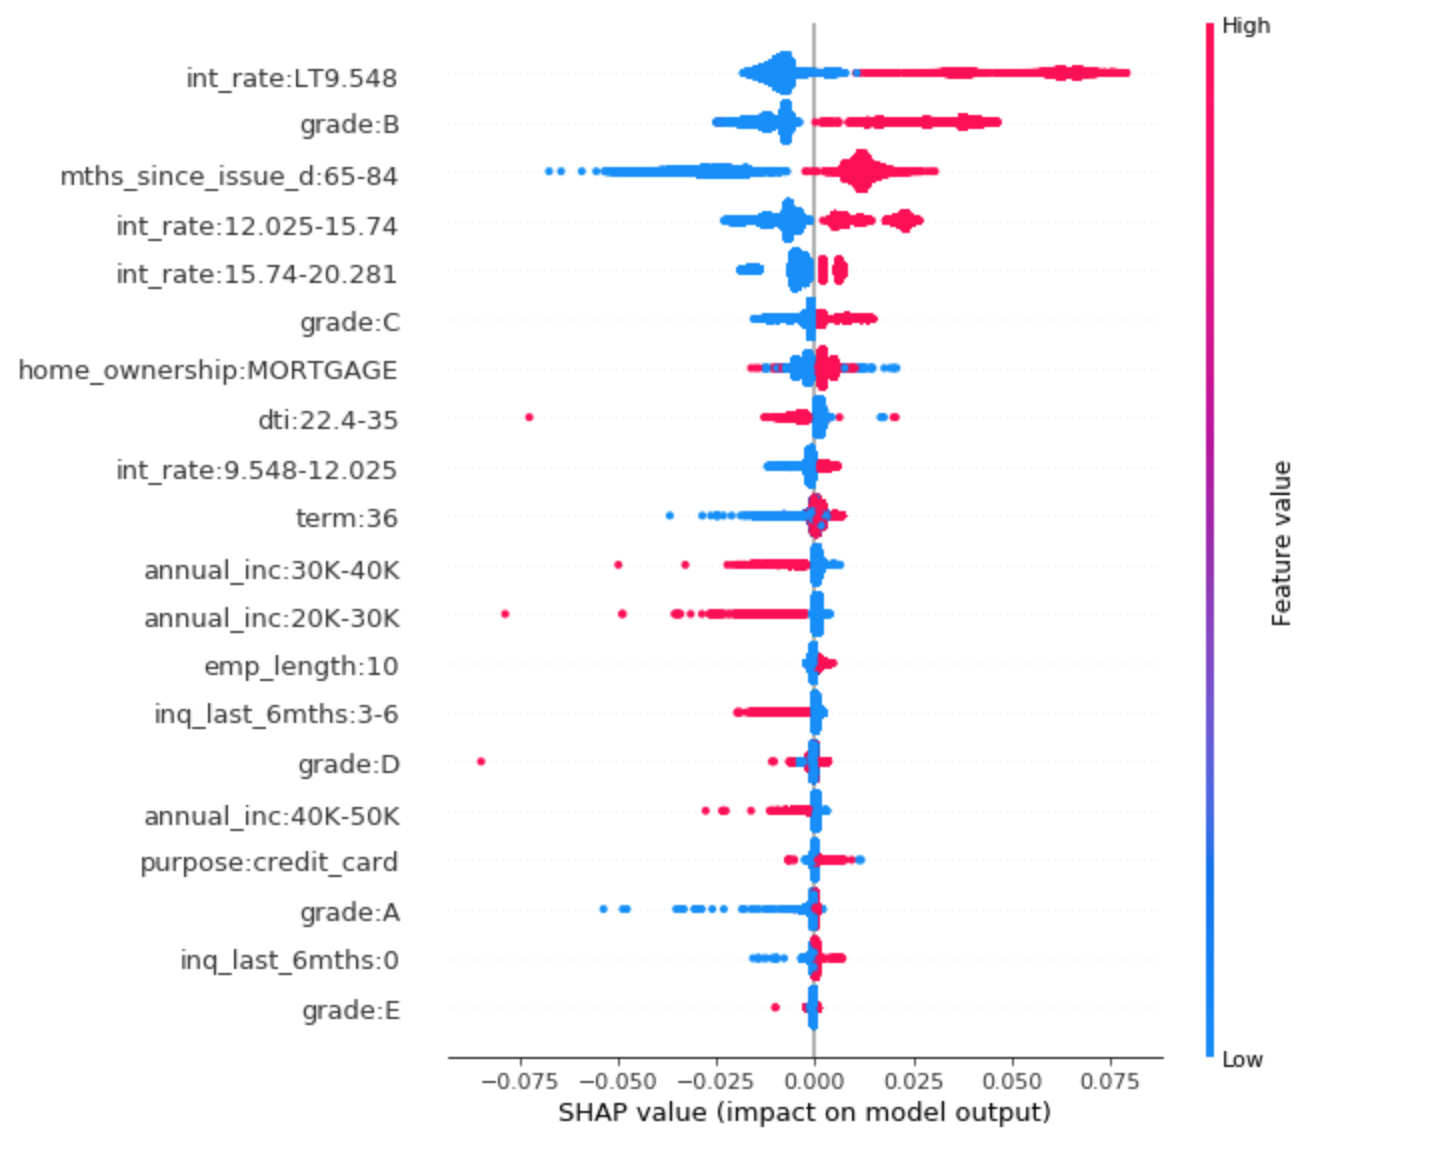 High
int_rate:LT9.548
grade:B
mths_since_issue_d:65-84
int_rate:12.025-15.74
int_rate:15.74-20.281
grade:C
home_ownership:MORTGAGE
dti:22.4-35
int_rate:9.548-12.025
term:36
annual_inc:30K-40K
annual_inc:20K-30K
emp_length:10
inq_last_6mths:3-6
grade:D
annual_inc:40K-50K
purpose:credit_card
grade:A
inq_last_6mths:0
grade:E
Feature value
Low
−0.075 −0.050 −0.025 0.000 0.025 0.050 0.075
SHAP value (impact on model output)